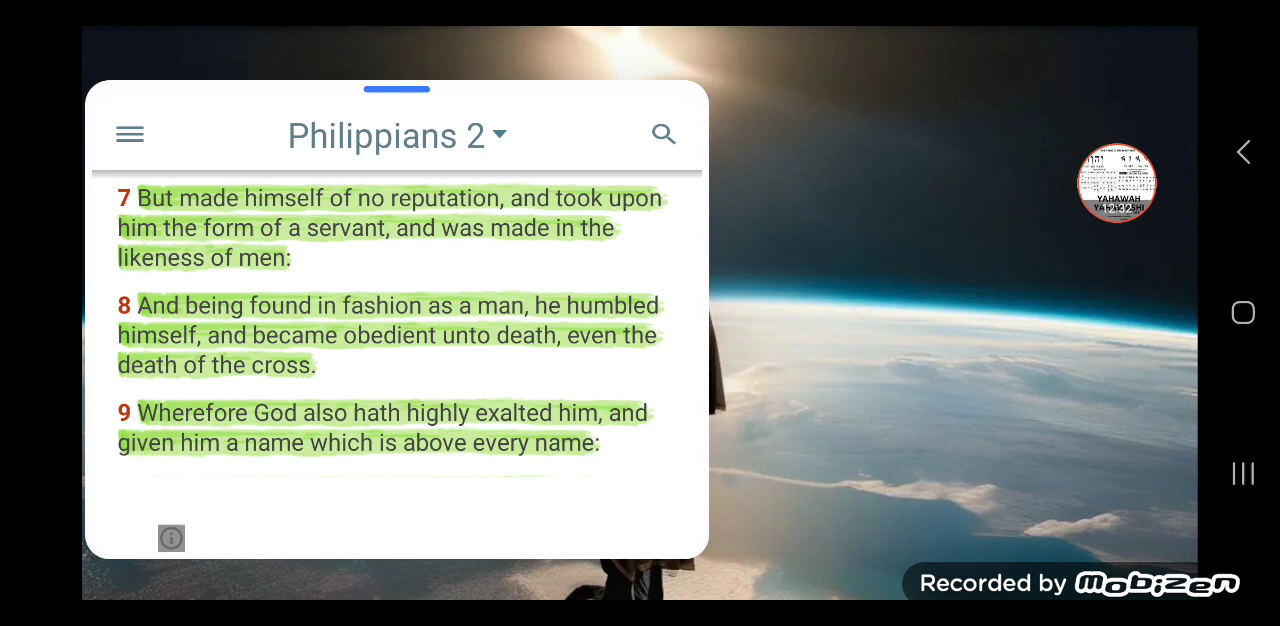 Philippians 2
7 But made himself of no reputation, and took upon
him the form of a servant, and was made in the
likeness of men:
8 And being found in fashion as a man, he humbled
himself, and became obedient unto death, even the
death of the cross.
9 Wherefore God also hath highly exalted him, and
given him a name which is above every name:
YAHAWAH
Recorded by Mobizen